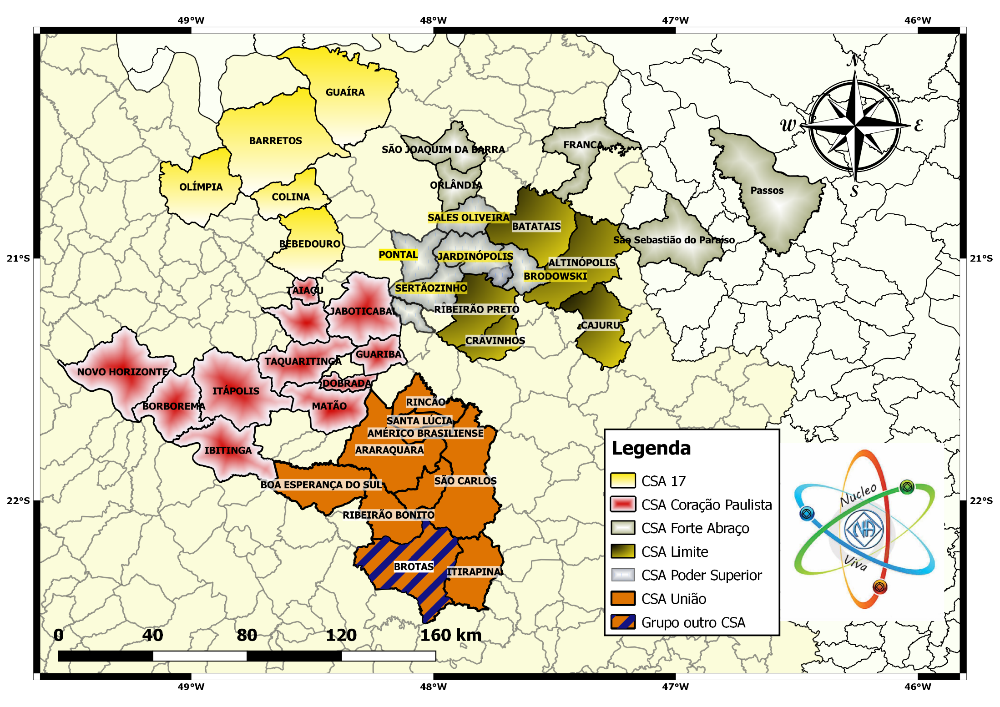 49°W 48°W 47°W 46°W
N
GUAÍRA
W E
BARRETOS
FRANCA
SÃO JOAQUIM DA BARRA
OLÍMPIA
ORLÂNDIA
Passos
S
COLINA
SALES OLIVEIRA
BATATAIS
São Sebastião do Paraíso
BEBEDOURO
PONTAL
JARDINÓPOLIS
21°S 21°S
ALTINÓPOLIS
BRODOWSKI
SERTÃOZINHO
TAIAÇU
RIBEIRÃO PRETO
JABOTICABAL
CAJURU
CRAVINHOS
GUARIBA
TAQUARITINGA
NOVO HORIZONTE
DOBRADA
ITÁPOLIS
RINCÃO
BORBOREMA
MATÃO
SANTA LÚCIA
AMÉRICO BRASILIENSE
IBITINGA
ARARAQUARA
SÃO CARLOS
BOA ESPERANÇA DO SUL
22°S 22°S
RIBEIRÃO BONITO
BROTAS
ITIRAPINA
Legenda
CSA 17
CSA Coração Paulista
CSA Forte Abraço
CSA Limite
CSA Poder Superior
CSA União
Grupo outro CSA
Nucleo
NA
Viva
0 40 80 120 160 km
49°W 48°W 47°W 46°W